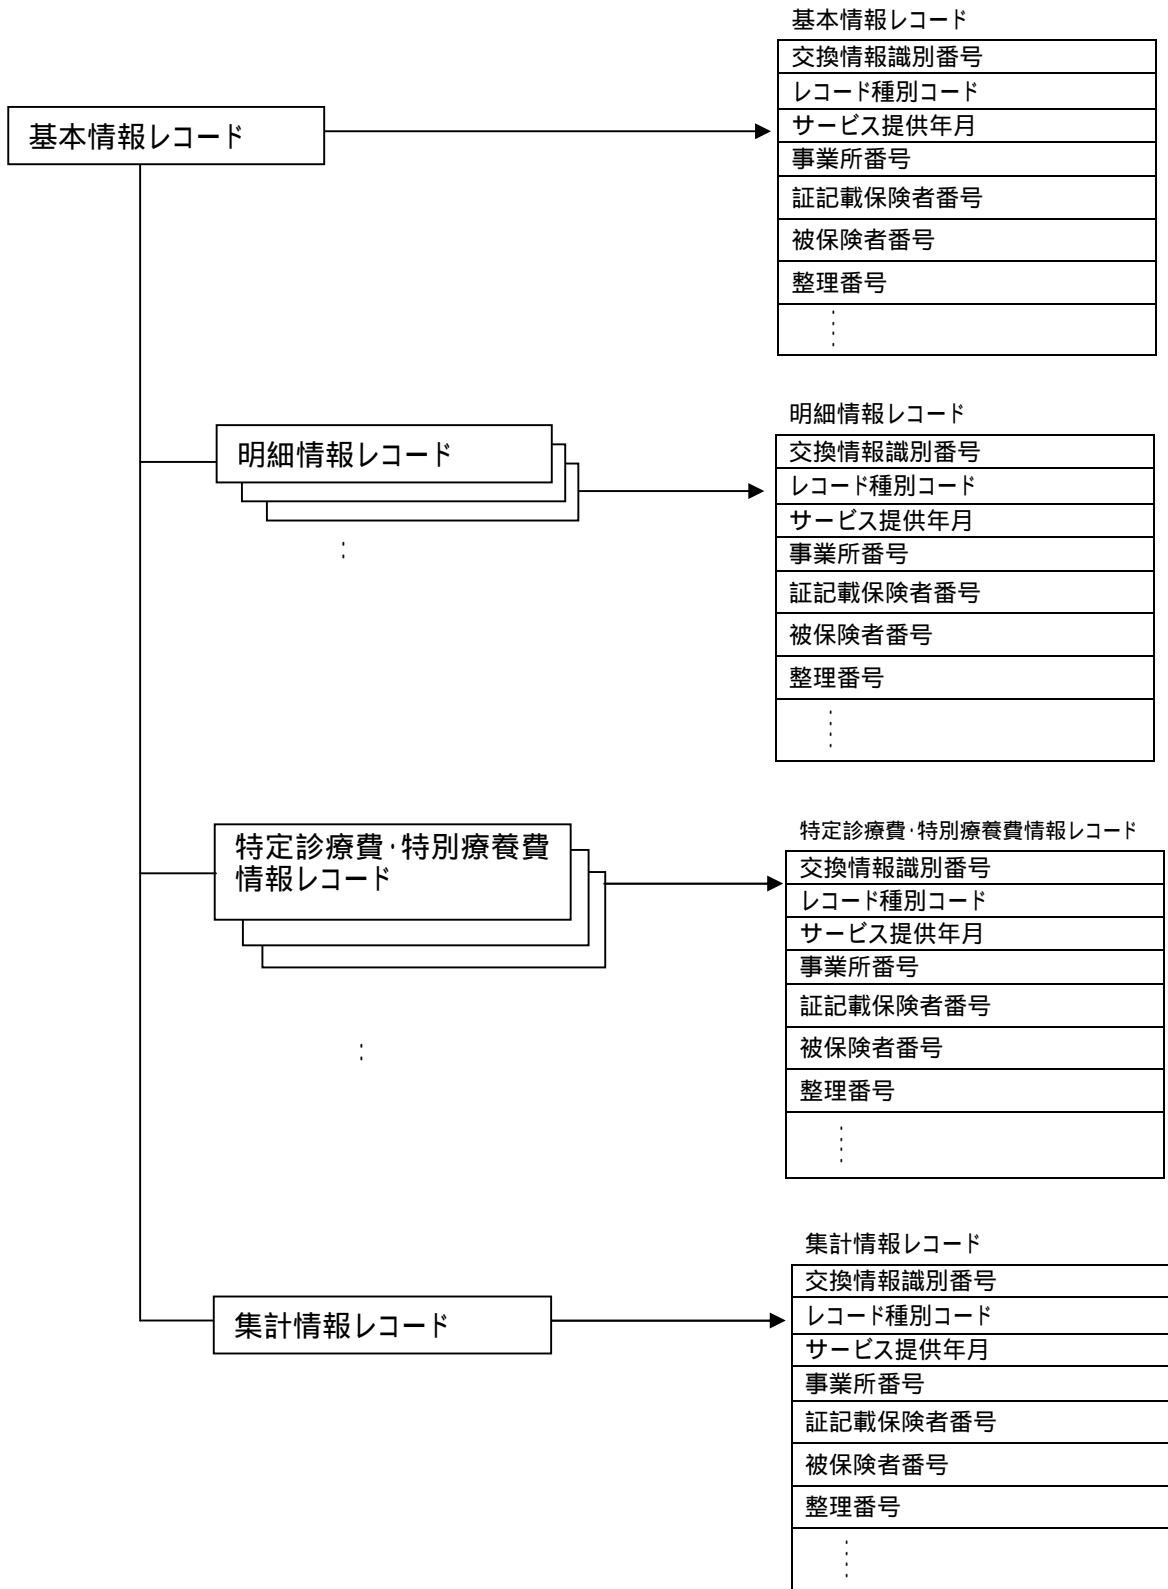 基本情報レコード
基本情報レコード
交換情報識別番号
レコード種別コード
サービス提供年月
事業所番号
証記載保険者番号
被保険者番号
整理番号
明細情報レコード
明細情報レコード
交換情報識別番号
レコード種別コード
サービス提供年月
事業所番号
証記載保険者番号
被保険者番号
整理番号
特定診療費・特別療養費
情報レコード
特定診療費・特別療養費情報レコード
交換情報識別番号
レコード種別コード
サービス提供年月
事業所番号
証記載保険者番号
被保険者番号
整理番号
集計情報レコード
集計情報レコード
交換情報識別番号
レコード種別コード
サービス提供年月
事業所番号
証記載保険者番号
被保険者番号
整理番号